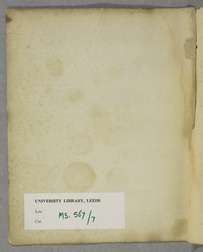 UNIVERSITY LIBRARY, LEEDS
Loc.
MS. 567/7
Cat.